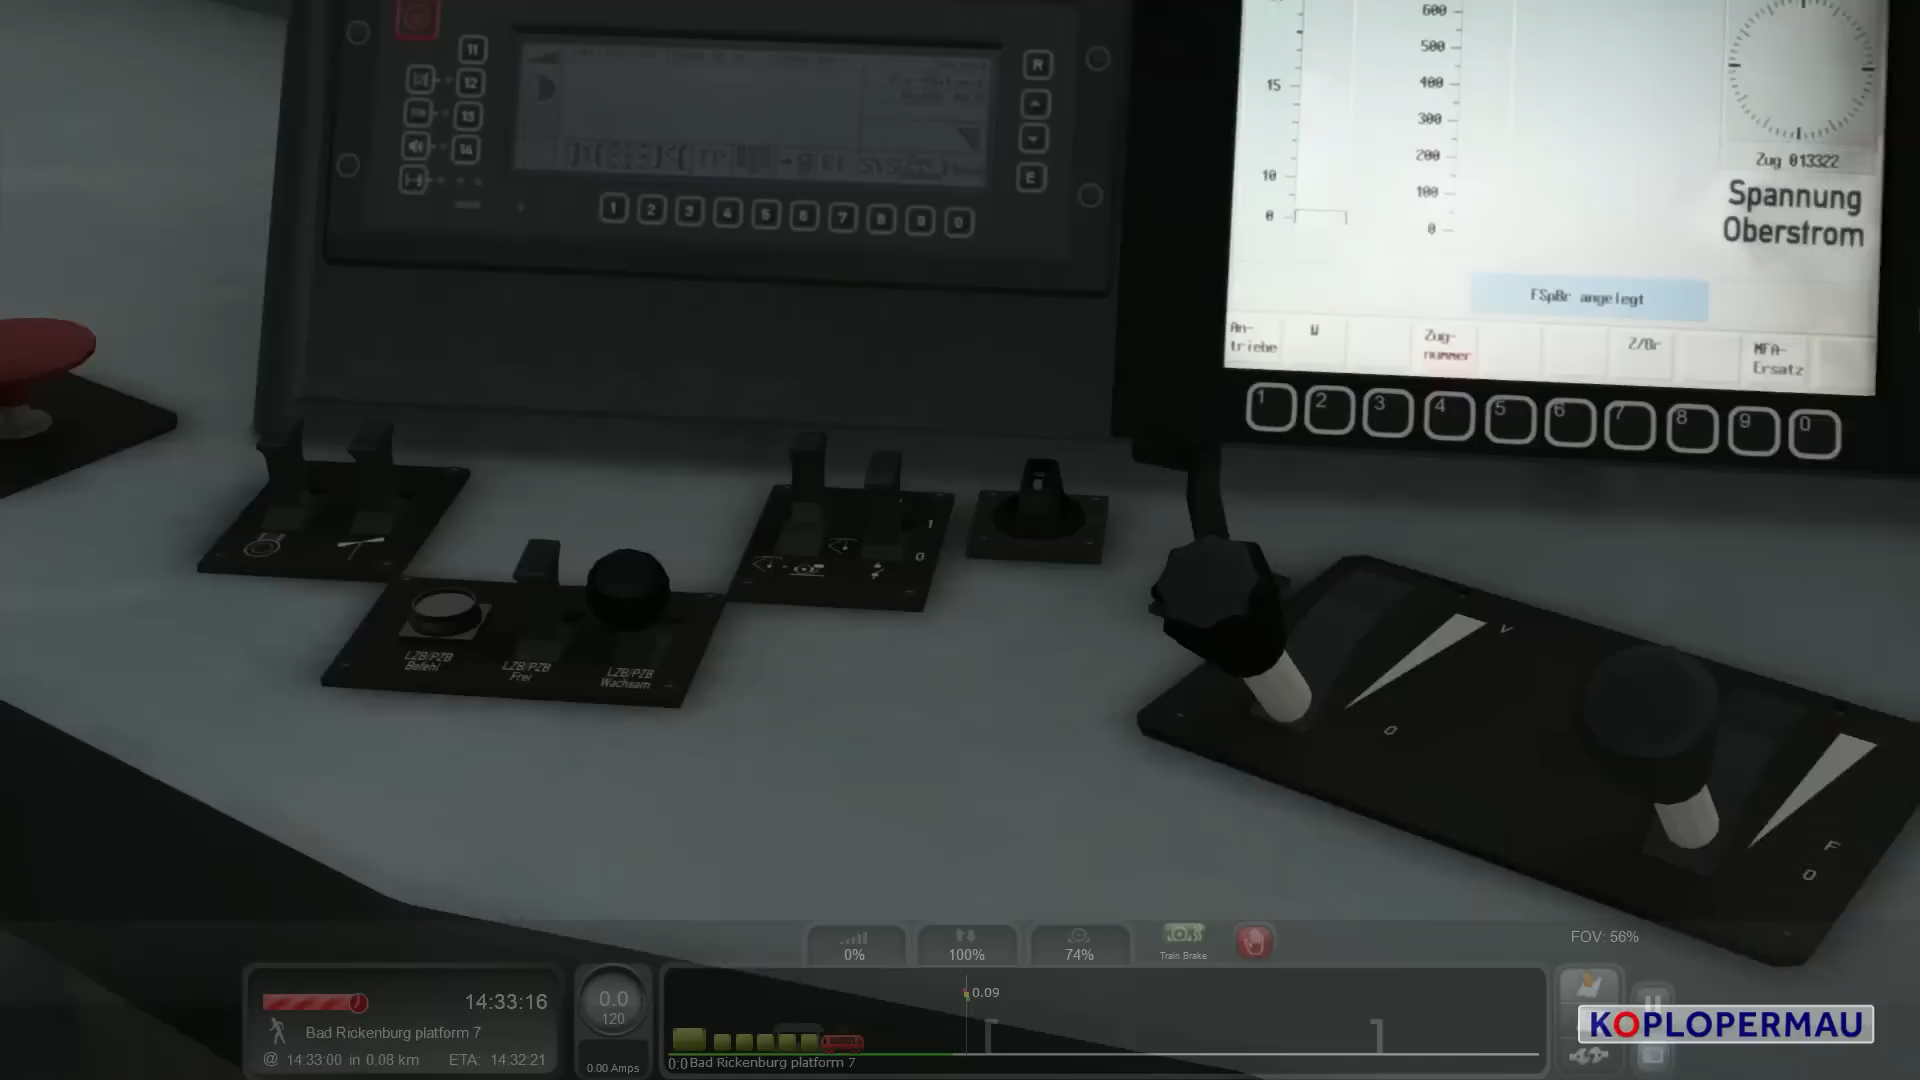 11
12
13
14
R
E
TP
1 2 3 4 5 6 7 8 9 0
15
10
0
600
500
400
300
200
100
0
Zug 013322
Spannung
Oberstrom
FSpBr angelegt
An-
triebe
W
Zug-
nummer
Z/Br
MFA-
Ersatz
1 2 3 4 5 6 7 8 9 0
1
0
LZB/PZB
Befehl
LZB/PZB
Frei
LZB/PZB
Wachsam
V
0
F
0
0%
100%
74%
Train Brake
FOV: 56%
14:33:16
Bad Rickenburg platform 7
@ 14:33:00 in 0.08 km ETA: 14:32:21
0.0
120
0.00 Amps
0.09
0.0 Bad Rickenburg platform 7
KOPLOPERMAU